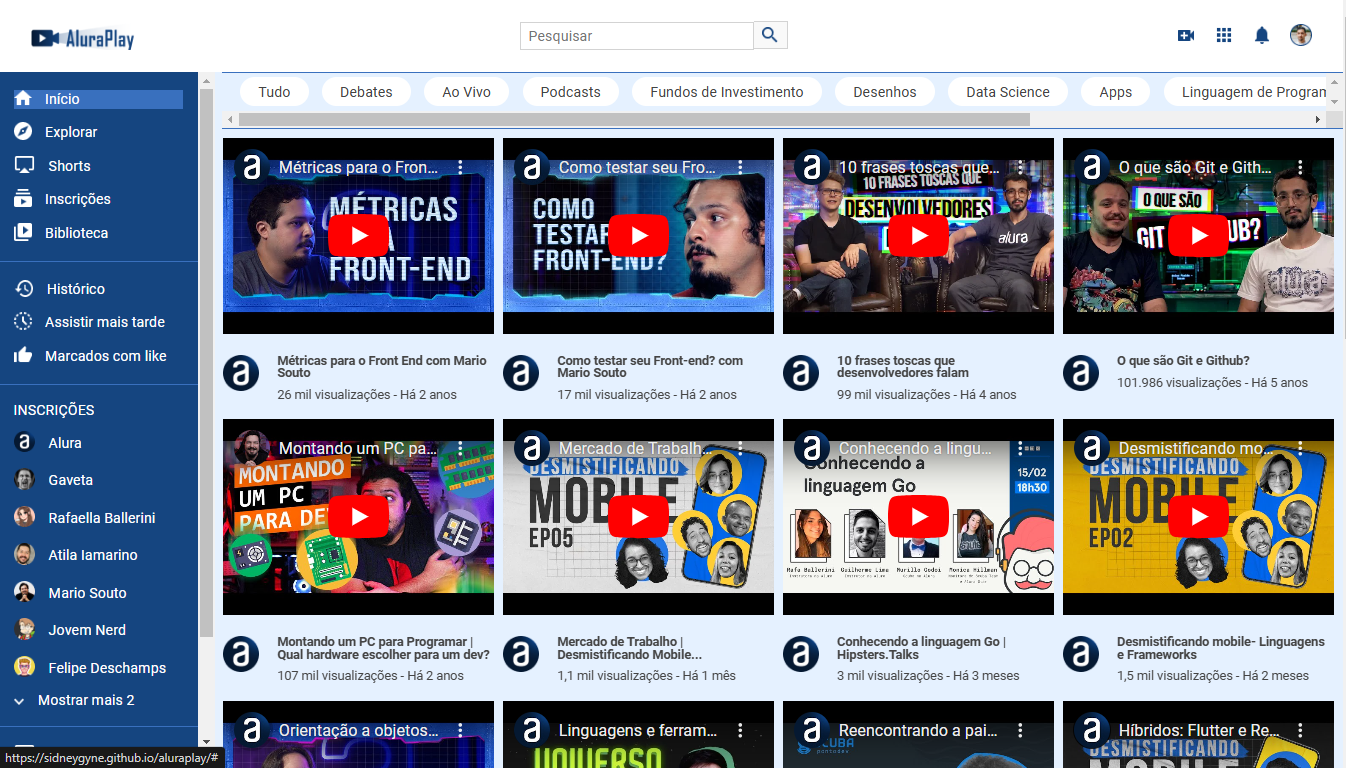 AluraPlay
Pesquisar
Início
Explorar
Shorts
Inscrições
Biblioteca
Histórico
Assistir mais tarde
Marcados com like
INSCRIÇÕES
Alura
Gaveta
Rafaella Ballerini
Atila Iamarino
Mario Souto
Jovem Nerd
Felipe Deschamps
Mostrar mais 2
https://sidneygyne.github.io/aluraplay/#
Tudo
Debates
Ao Vivo
Podcasts
Fundos de Investimento
Desenhos
Data Science
Apps
Linguagem de Program
a
Métricas para o Fron...
MÉTRICAS
FRONT-END
a
Métricas para o Front End com Mario
Souto
26 mil visualizações - Há 2 anos
a
Como testar seu Fro...
COMO
TESTAR
FRONT-END?
a
Como testar seu Front-end? com
Mario Souto
17 mil visualizações - Há 2 anos
a
10 frases toscas que...
10 FRASES TOSCAS QUE
DESENVOLVEDORES
alura
a
10 frases toscas que
desenvolvedores falam
99 mil visualizações - Há 4 anos
a
O que são Git e Gith...
O QUE SÃO
GIT
HUB?
alura
a
O que são Git e Github?
101.986 visualizações - Há 5 anos
Montando um PC pa...
MONTANDO
UM PC
PARA DE
a
Montando um PC para Programar |
Qual hardware escolher para um dev?
107 mil visualizações - Há 2 anos
a
Mercado de Trabalh...
DESMISTIFICANDO
MOBILE
EP05
a
Mercado de Trabalho |
Desmistificando Mobile...
1,1 mil visualizações - Há 1 mês
a
Conhecendo a lingu...
Conhecendo a
linguagem Go
15/02
18h30
Rafa Ballerini
Guilherme Lima
Murillo Godoi
Monica Hillman
a
Conhecendo a linguagem Go |
Hipsters.Talks
3 mil visualizações - Há 3 meses
a
Desmistificando mo...
DESMISTIFICANDO
MOBILE
EP02
a
Desmistificando mobile- Linguagens
e Frameworks
1,5 mil visualizações - Há 2 meses
a
Orientação a objetos...
a
Linguagens e ferram...
UNIVERSO
a
Reencontrando a pai...
a
Híbridos: Flutter e Re...
DESMISTIFICANDO